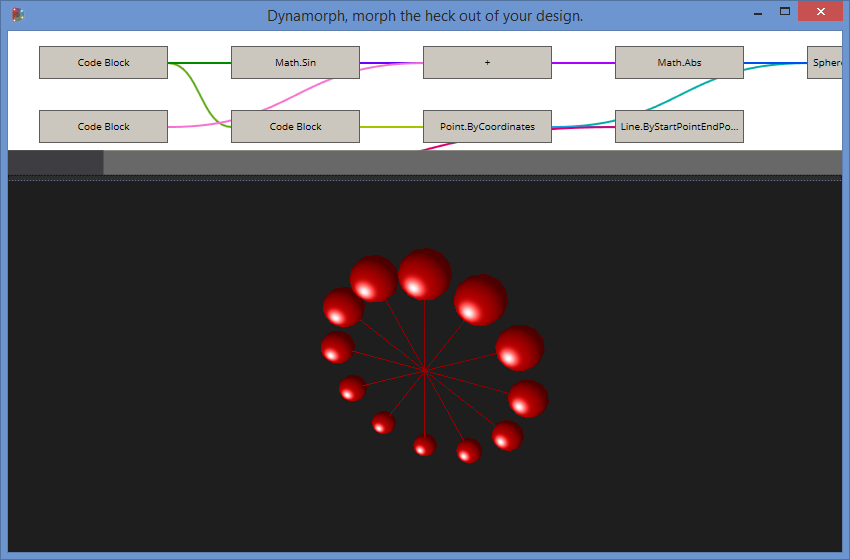 Dynamorph, morph the heck out of your design.
Code Block
Math.Sin
+
Math.Abs
Sphere
Code Block
Code Block
Point.ByCoordinates
Line.ByStartPointEndPo...